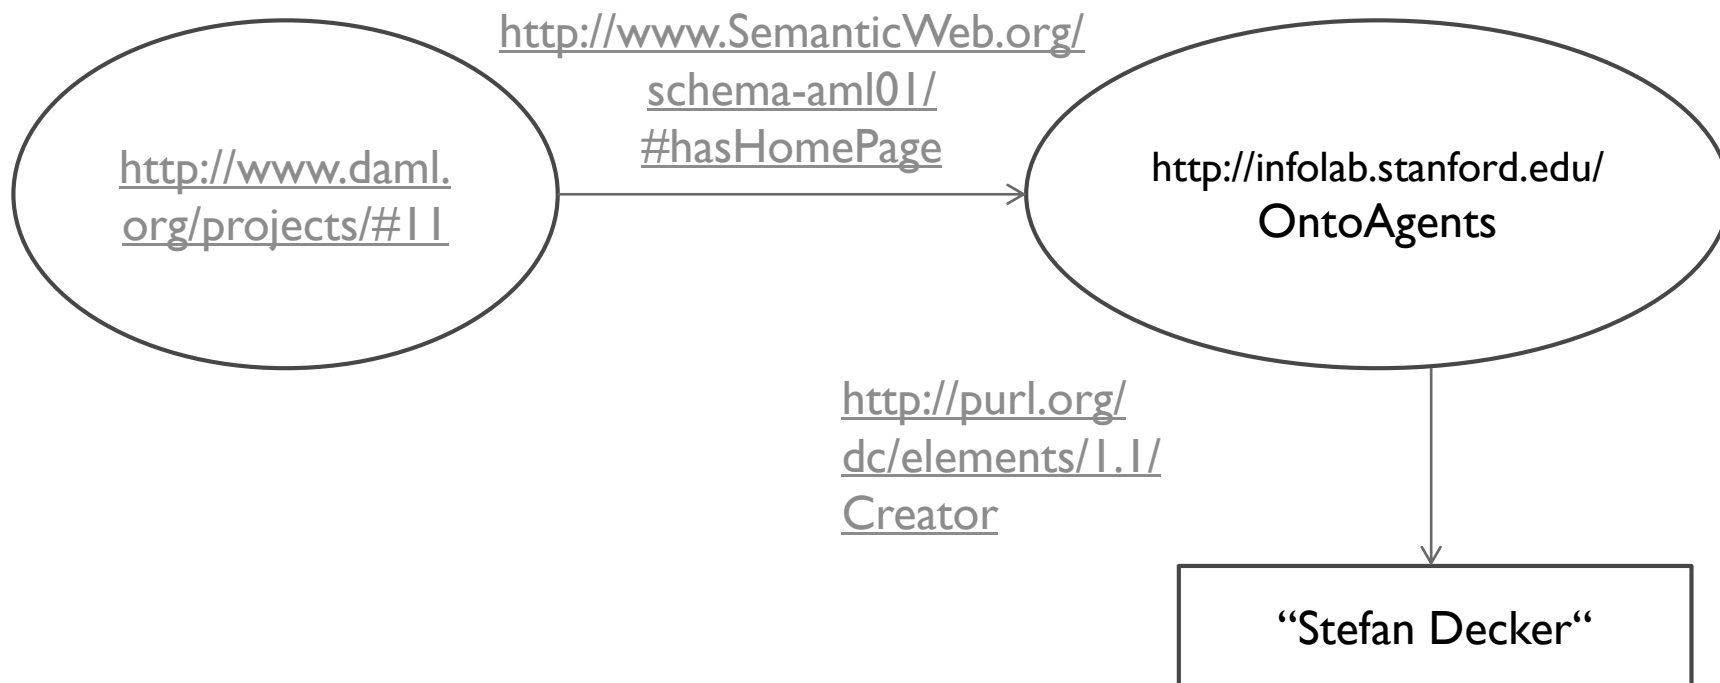 http://www.SemanticWeb.org/
schema-aml01/
#hasHomePage
http://www.daml.
org/projects/#11
http://infolab.stanford.edu/
OntoAgents
http://purl.org/
dc/elements/1.1/
Creator
“Stefan Decker“